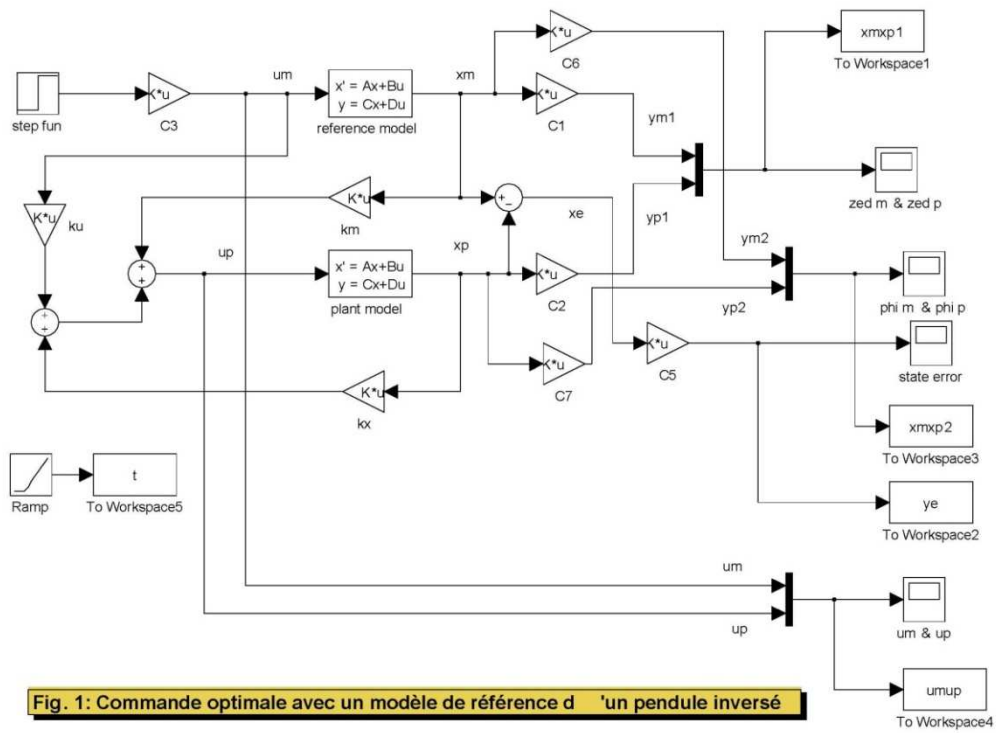 xmxp1
To Workspace1
K*u
C6
um
xm
step fun
K*u
C3
x' = Ax+Bu
y = Cx+Du
reference model
K*u
C1
ym1
zed m & zed p
K*u
ku
K*u
km
+−
xe
yp1
up
xp
ym2
+
+
x' = Ax+Bu
y = Cx+Du
plant model
K*u
C2
yp2
phi m & phi p
+
+
K*u
C7
K*u
C5
state error
K*u
kx
xmxp2
To Workspace3
Ramp
t
To Workspace5
ye
To Workspace2
um
up
um & up
umup
To Workspace4
Fig. 1: Commande optimale avec un modèle de référence d 'un pendule inversé